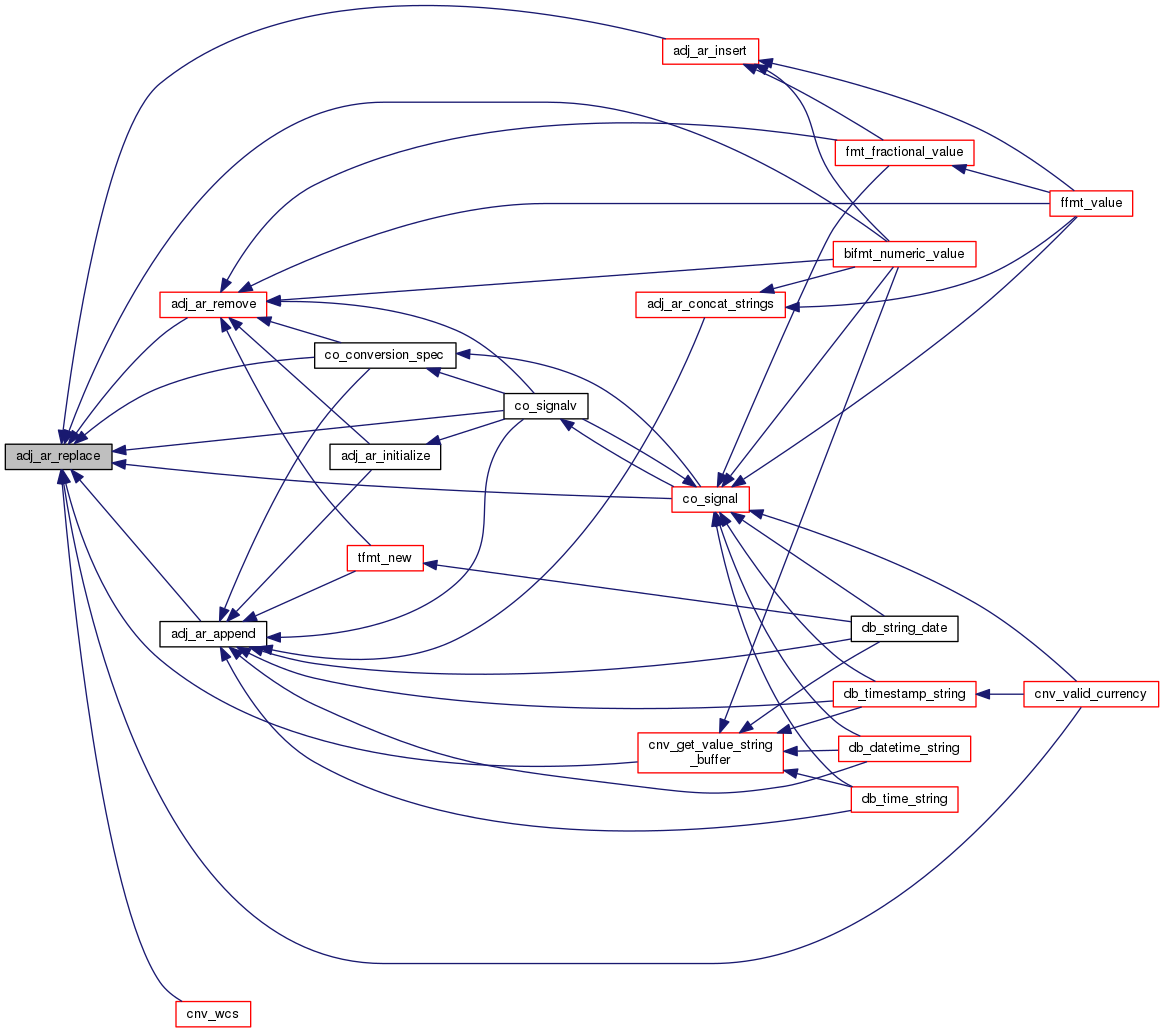 adj_ar_insert
fmt_fractional_value
ffmt_value
bifmt_numeric_value
adj_ar_remove
adj_ar_concat_strings
co_conversion_spec
co_signalv
adj_ar_replace
adj_ar_initialize
co_signal
tfmt_new
adj_ar_append
db_string_date
db_timestamp_string
cnv_valid_currency
cnv_get_value_string
_buffer
db_datetime_string
db_time_string
cnv_wcs